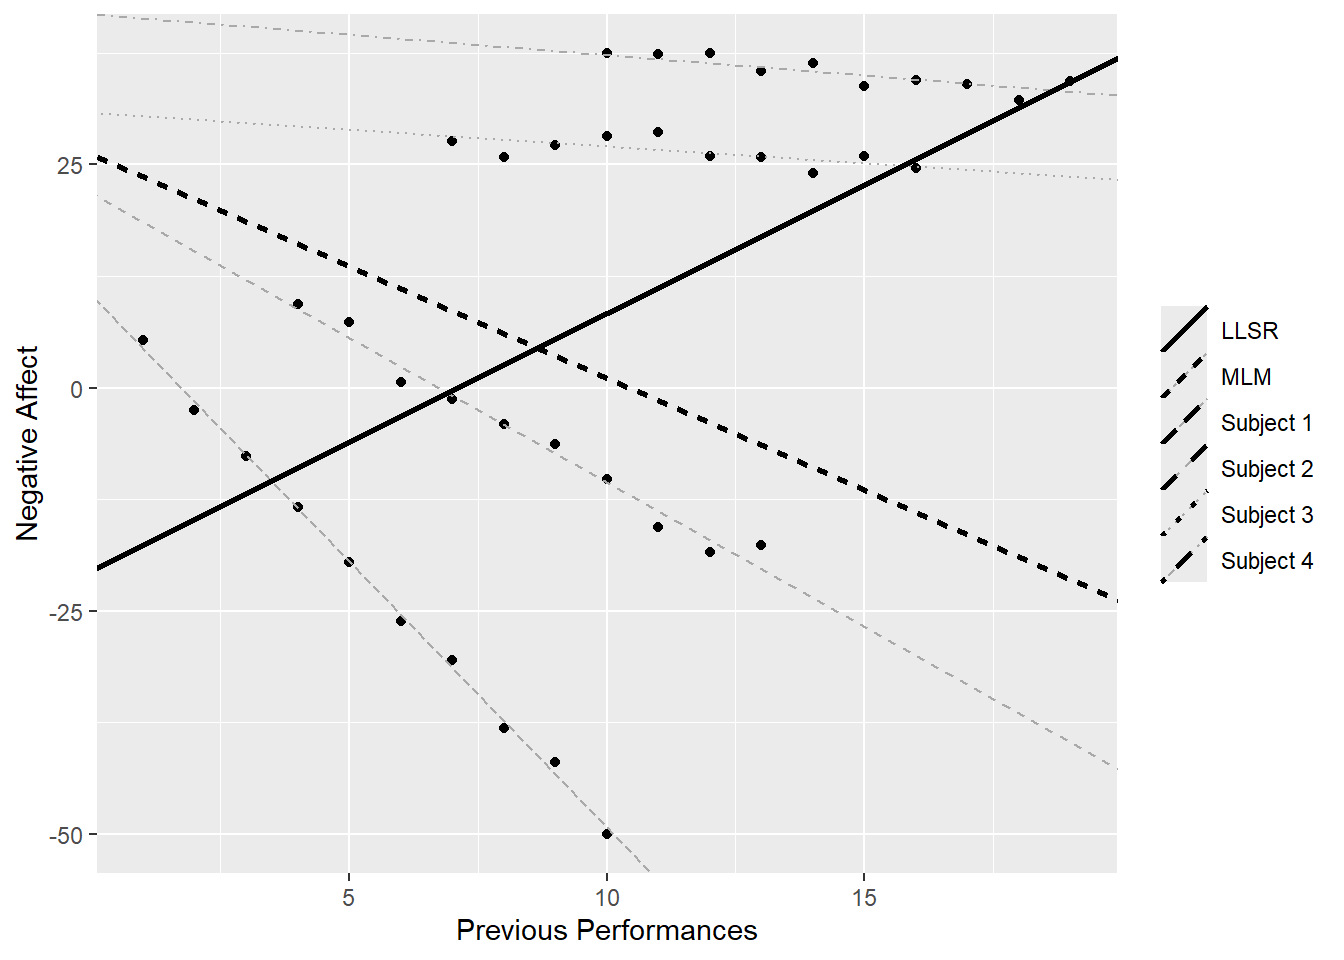 25
0
-25
-50
5
10
15
Previous Performances
Negative Affect
LLSR
MLM
Subject 1
Subject 2
Subject 3
Subject 4